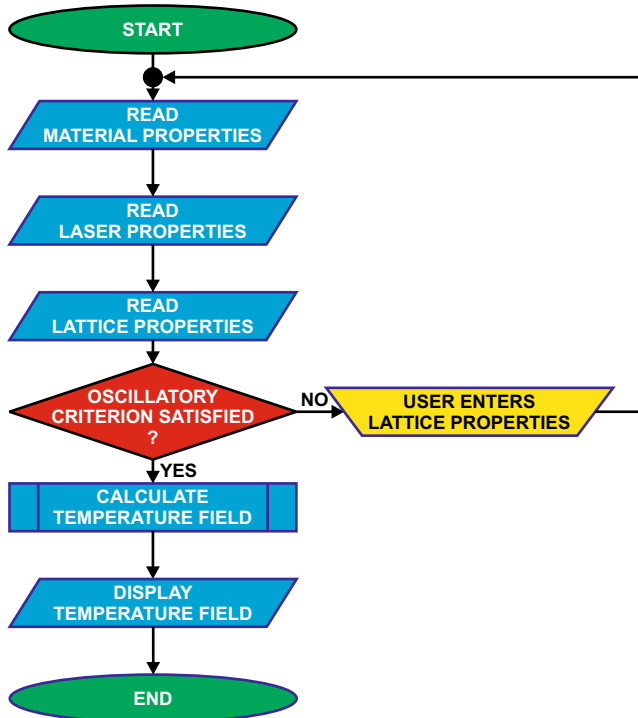 START
READ
MATERIAL PROPERTIES
READ
LASER PROPERTIES
READ
LATTICE PROPERTIES
OSCILLATORY
CRITERION SATISFIED
?
NO
USER ENTERS
LATTICE PROPERTIES
YES
CALCULATE
TEMPERATURE FIELD
DISPLAY
TEMPERATURE FIELD
END